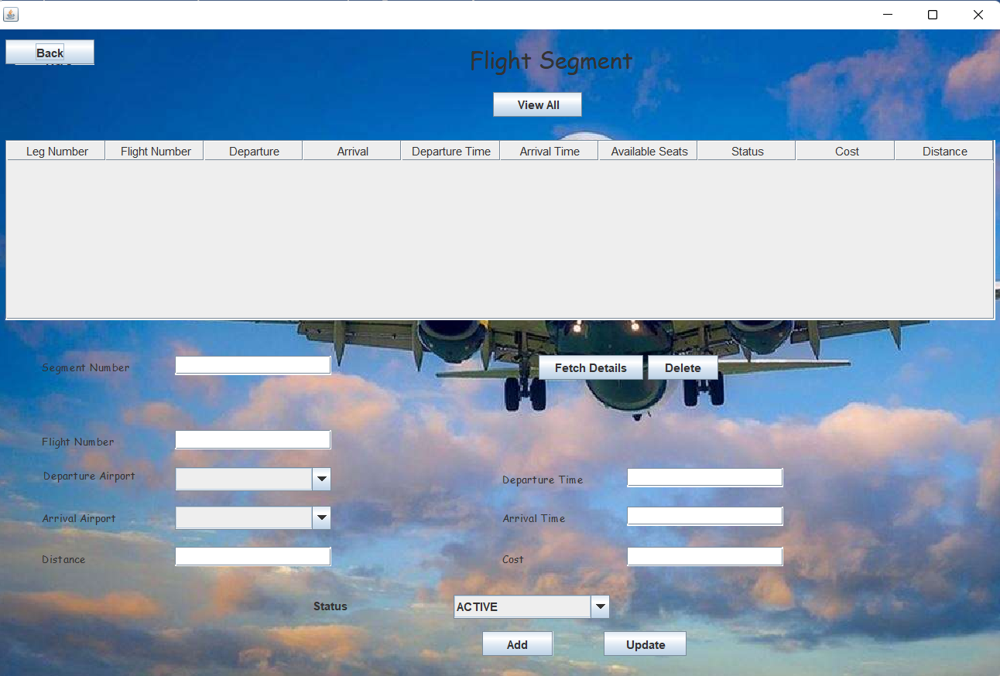 Back
Flight Segment
View All
Leg Number Flight Number Departure Arrival Departure Time Arrival Time Available Seats Status Cost Distance
Segment Number Fetch Details Delete
Flight Number
Departure Airport Departure Time
Arrival Airport Arrival Time
Distance Cost
Status ACTIVE
Add Update